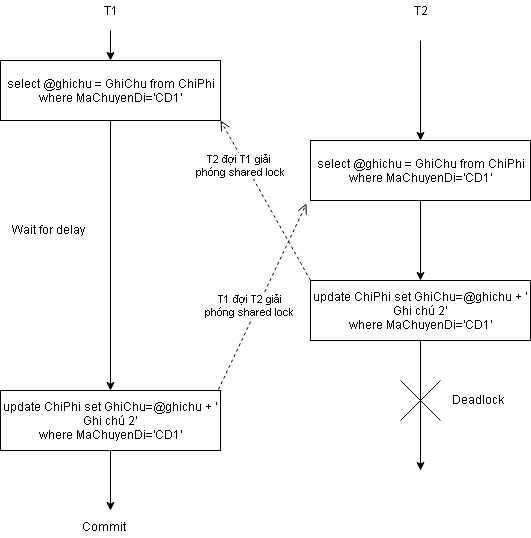 T1
T2
select @ghichu = GhiChu from ChiPhi
where MaChuyenDi='CD1'
T2 đợi T1 giải
phóng shared lock
select @ghichu = GhiChu from ChiPhi
where MaChuyenDi='CD1'
Wait for delay
T1 đợi T2 giải
phóng shared lock
update ChiPhi set GhiChu=@ghichu + '
Ghi chú 2'
where MaChuyenDi='CD1'
Deadlock
update ChiPhi set GhiChu=@ghichu + '
Ghi chú 2'
where MaChuyenDi='CD1'
Commit